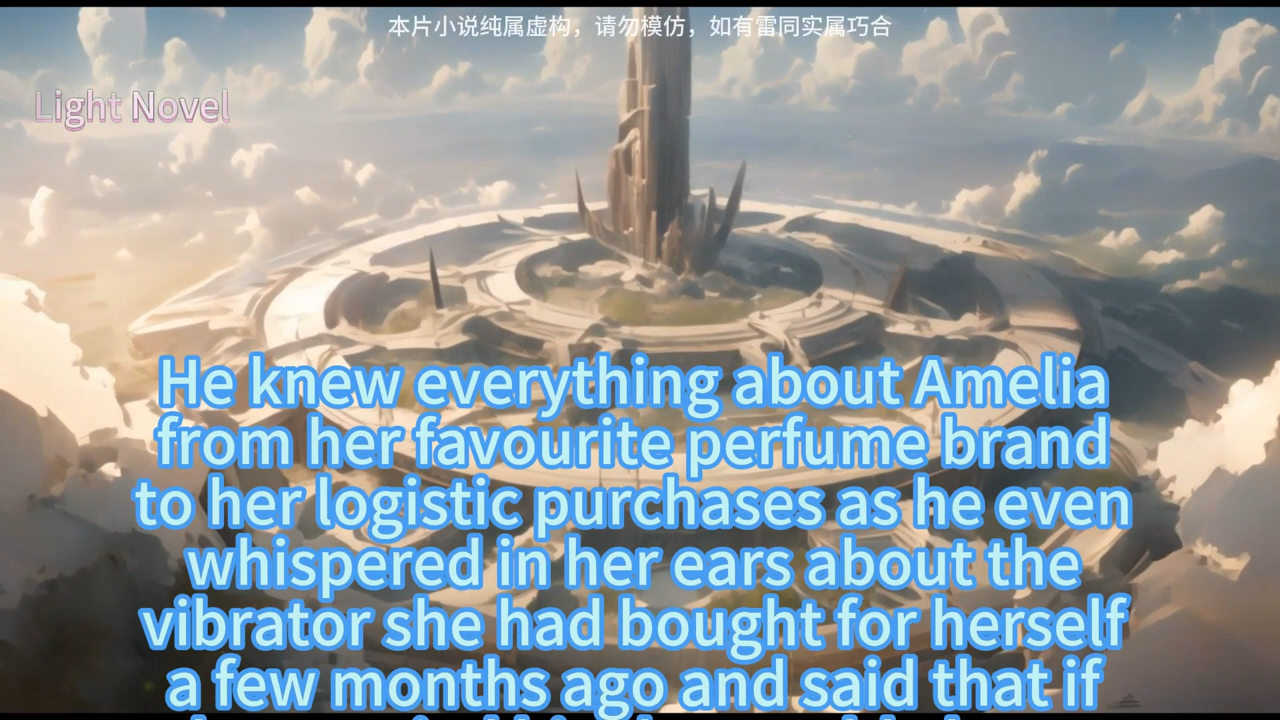 本片小说纯属虚构，请勿模仿，如有雷同实属巧合
Light Novel
He knew everything about Amelia
from her favourite perfume brand
to her logistic purchases as he even
whispered in her ears about the
vibrator she had bought for herself
a few months ago and said that if